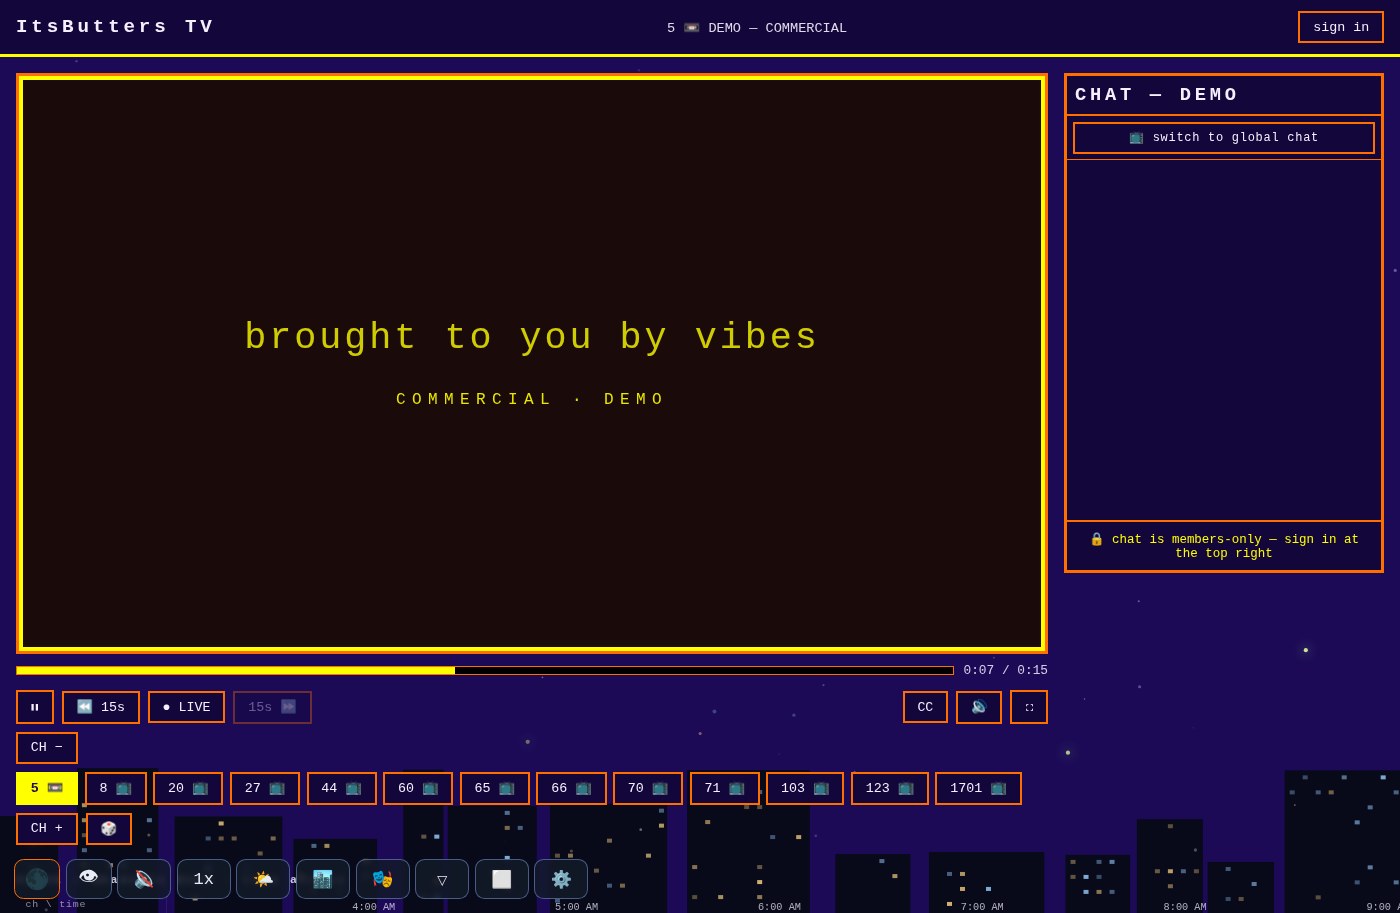 ItsButters TV
5 📼 DEMO — COMMERCIAL
sign in
brought to you by vibes
COMMERCIAL · DEMO
CHAT — DEMO
📺 switch to global chat
🔒 chat is members-only — sign in at
the top right
0:07 / 0:15
⏪ 15s
● LIVE
15s ⏩
CC
CH −
5 📼
8 📺
20 📺
27 📺
44 📺
60 📺
65 📺
66 📺
70 📺
71 📺
103 📺
123 📺
1701 📺
CH +
1x
ch \ time
4:00 AM
5:00 AM
6:00 AM
7:00 AM
8:00 AM
9:00